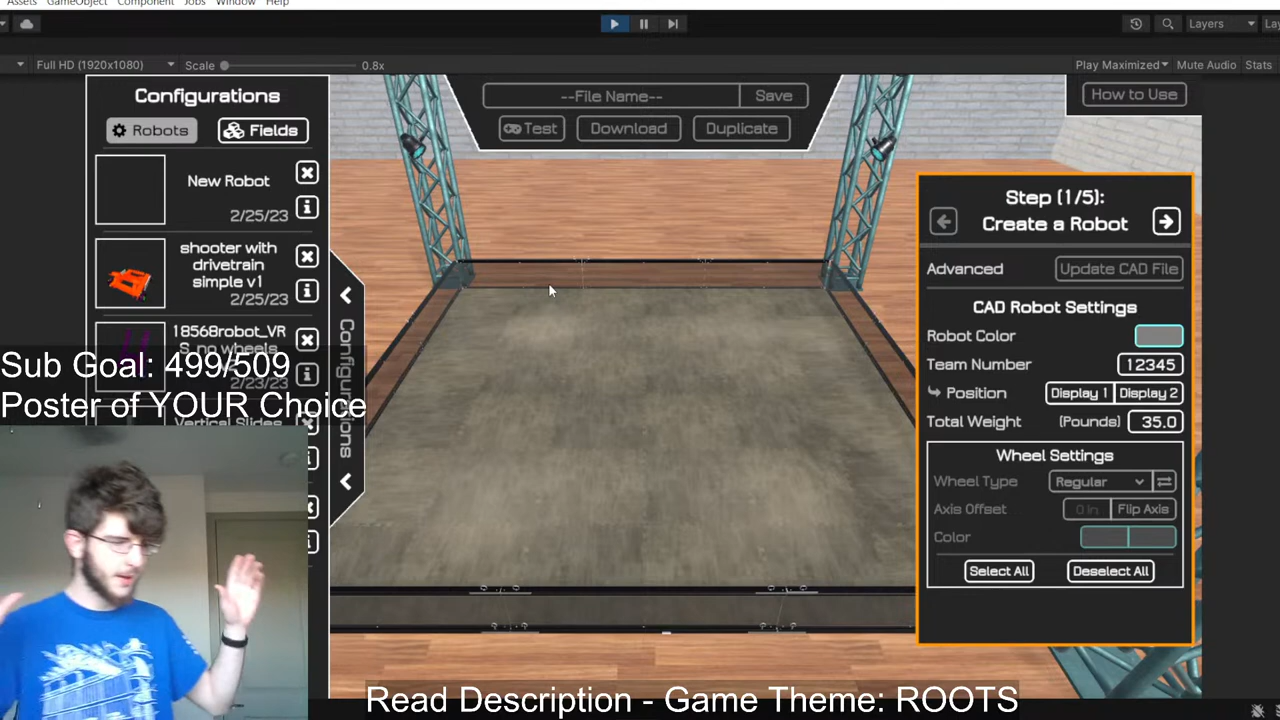 Assets GameObject Component Jobs Window Help
Layers
Full HD (1920x1080) Scale 0.8x Play Maximized Mute Audio Stats
Configurations
Robots Fields
New Robot
2/25/23
shooter with
drivetrain
simple v1
2/25/23
18568robot_VR
S_no wheels
2/23/23
Vertical Slides
Configurations
--File Name-- Save
Test Download Duplicate
How to Use
Step (1/5):
Create a Robot
Advanced Update CAD File
CAD Robot Settings
Robot Color
Team Number 12345
Position Display 1 Display 2
Total Weight (Pounds) 35.0
Wheel Settings
Wheel Type Regular
Axis Offset 0 in Flip Axis
Color
Select All Deselect All
Sub Goal: 499/509
Poster of YOUR Choice
Read Description - Game Theme: ROOTS